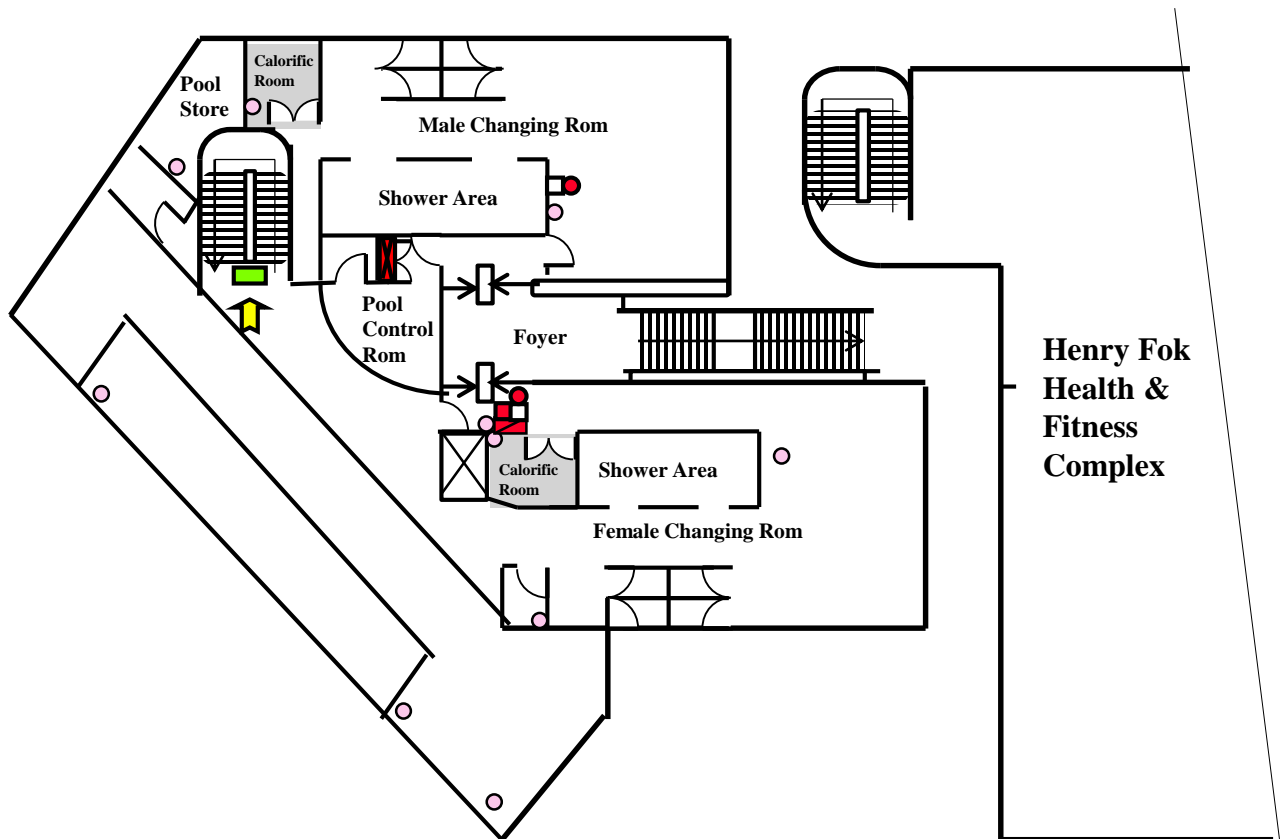 Calorific
Room
Pool
Store
Male Changing Rom
Shower Area
Pool
Control
Rom
Foyer
Henry Fok
Health &
Fitness
Complex
Calorific
Room
Shower Area
Female Changing Rom